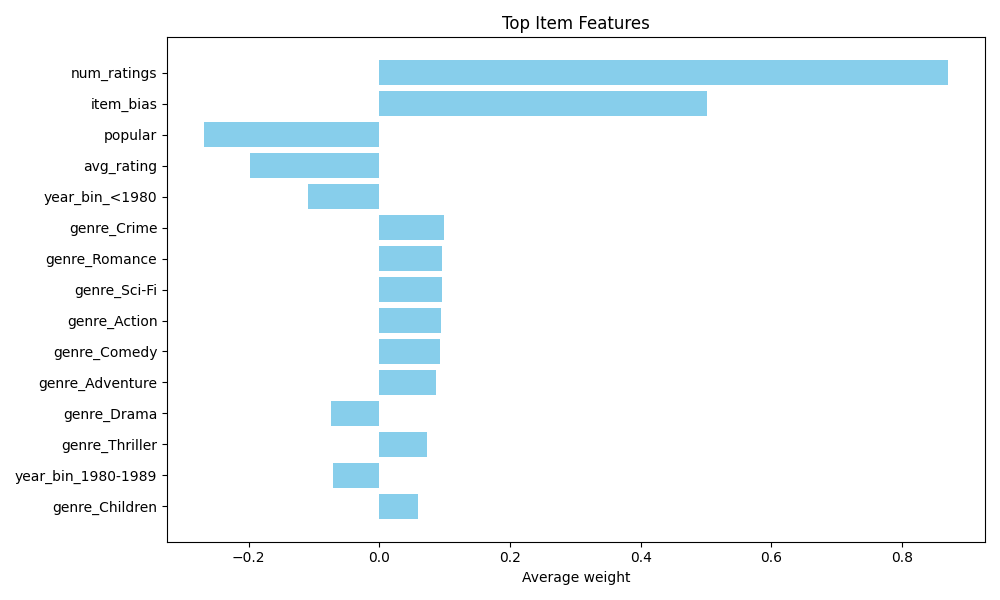 Top Item Features
num_ratings
item_bias
popular
avg_rating
year_bin_<1980
genre_Crime
genre_Romance
genre_Sci-Fi
genre_Action
genre_Comedy
genre_Adventure
genre_Drama
genre_Thriller
year_bin_1980-1989
genre_Children
−0.2 0.0 0.2 0.4 0.6 0.8
Average weight